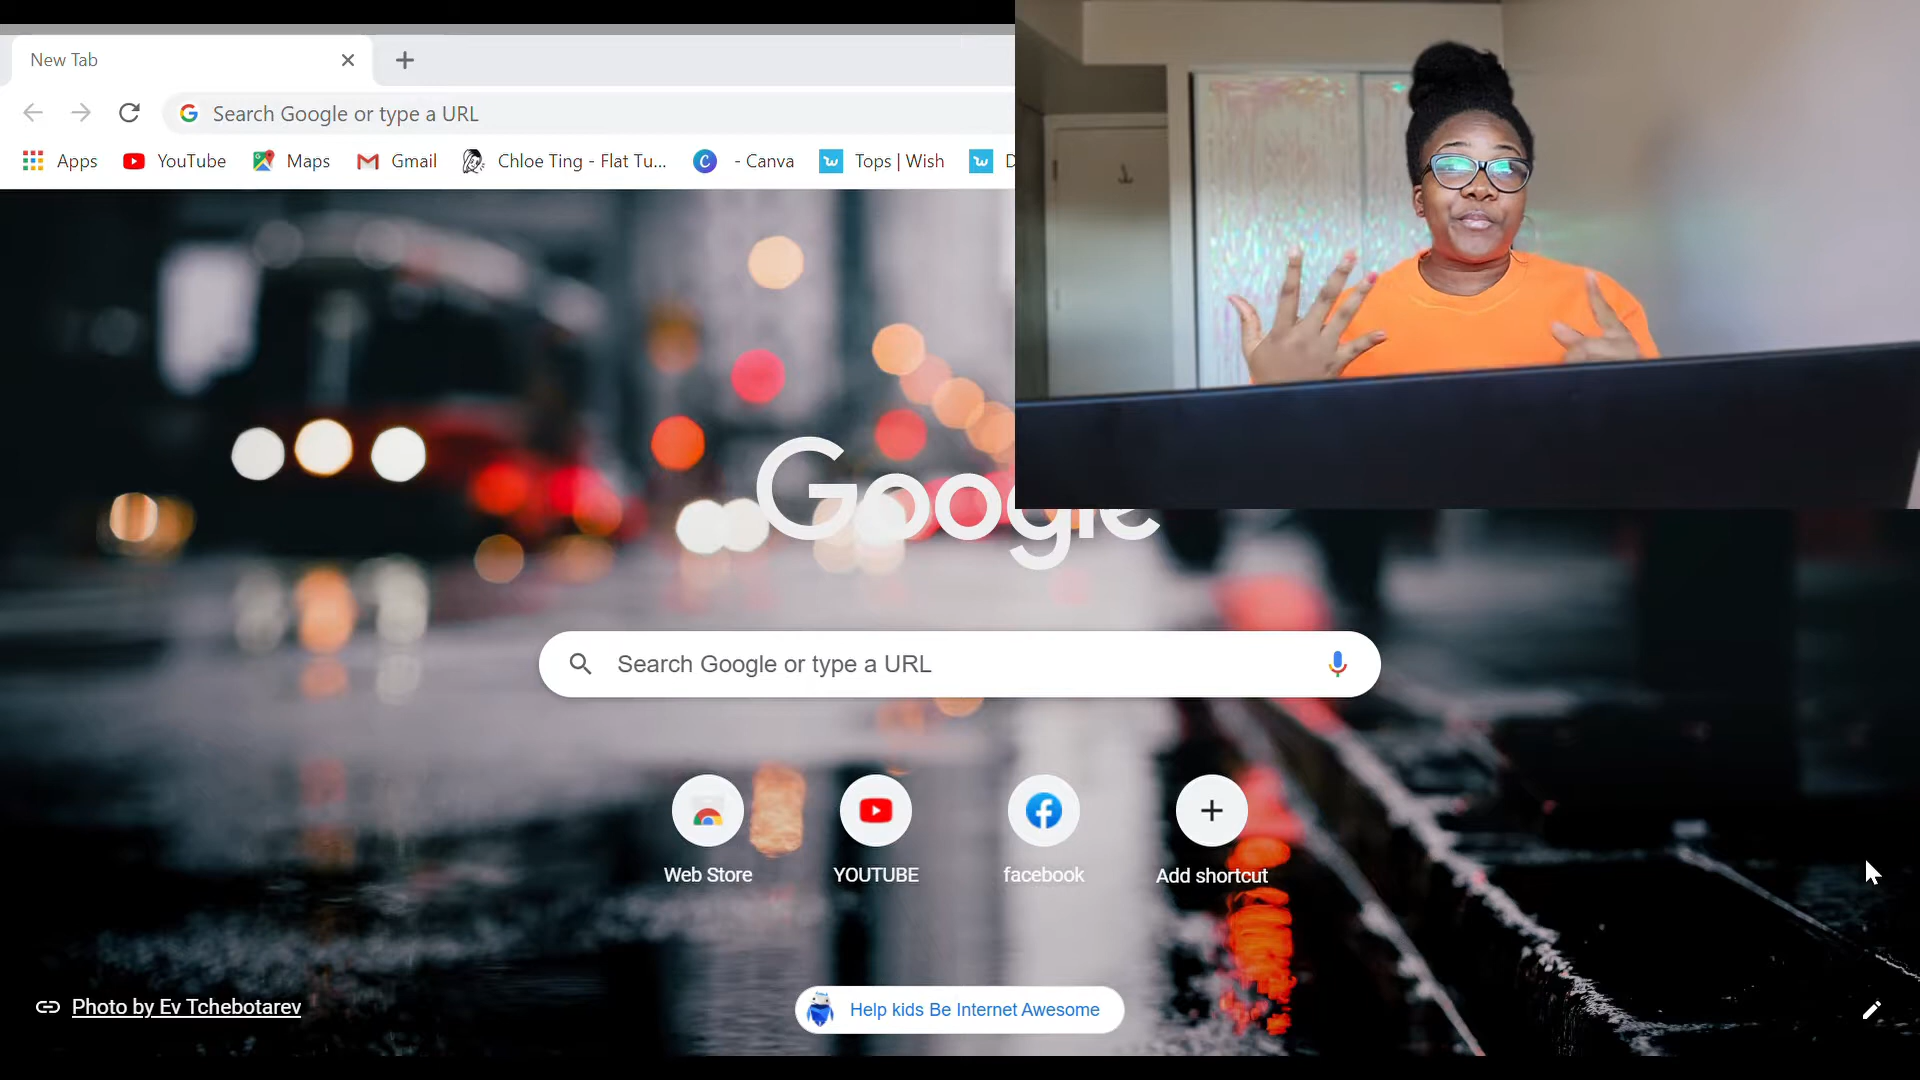 New Tab
Search Google or type a URL
Apps YouTube Maps Gmail Chloe Ting - Flat Tu... - Canva Tops | Wish D
Google
Search Google or type a URL
Web Store YOUTUBE facebook Add shortcut
Photo by Ev Tchebotarev
Help kids Be Internet Awesome